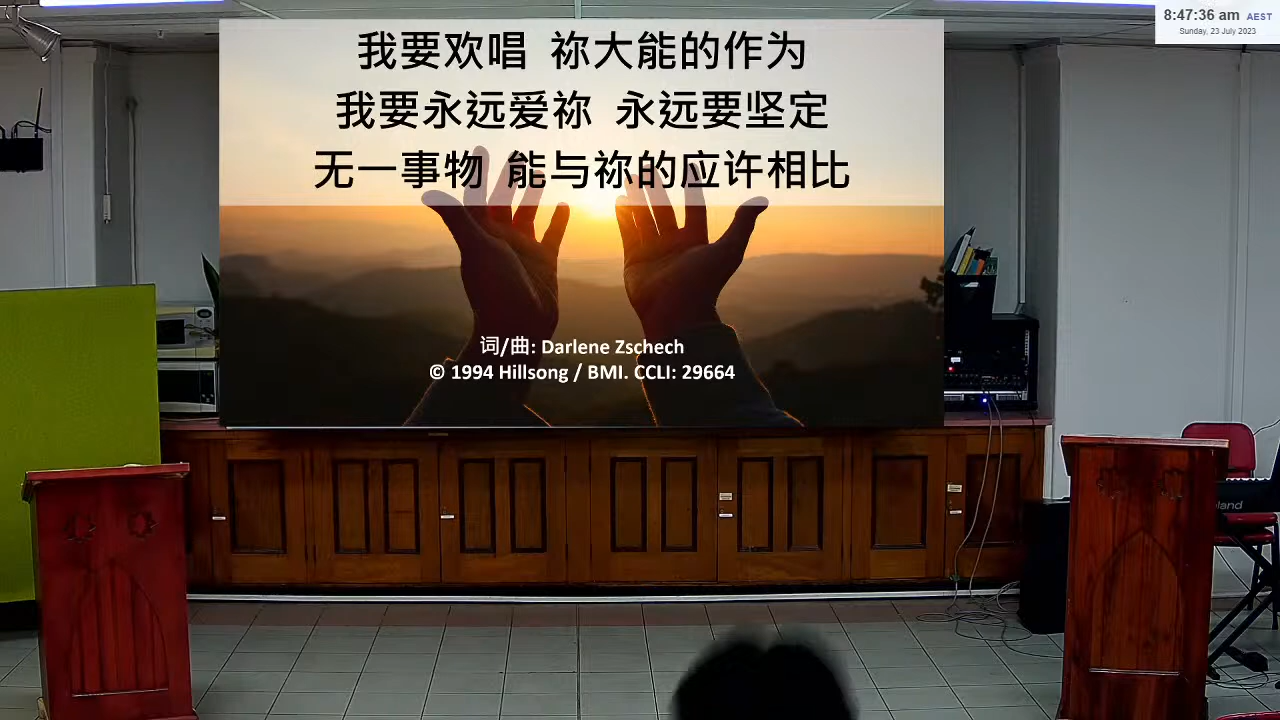 8:47:36 am AEST
Sunday, 23 July 2023
我要欢唱 祢大能的作为
我要永远爱祢 永远要坚定
无一事物 能与祢的应许相比
词/曲: Darlene Zschech
© 1994 Hillsong / BMI. CCLI: 29664
land